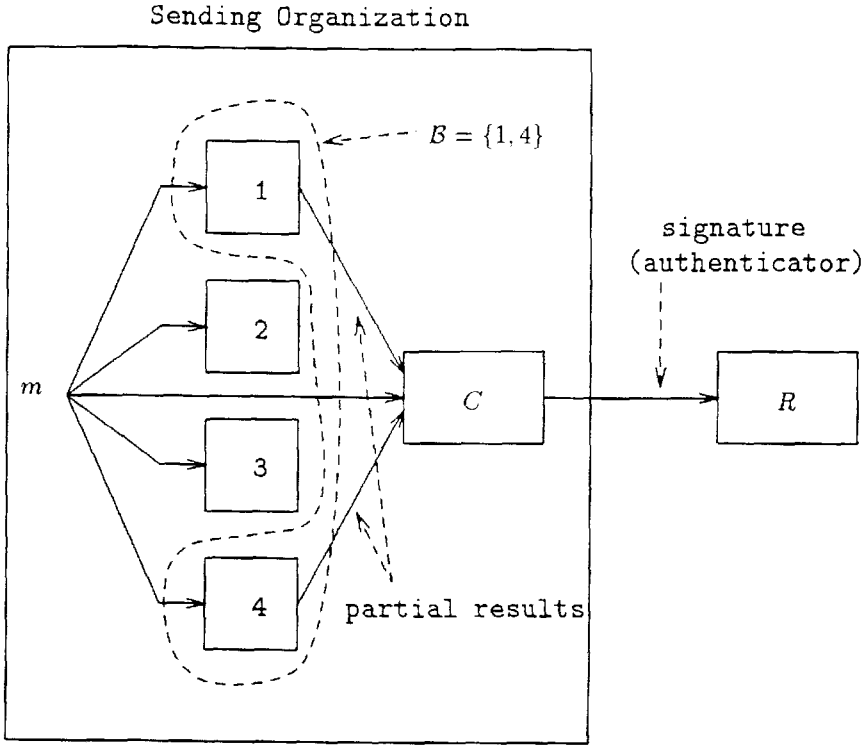 Sending Organization
B = {1, 4}
1
signature
(authenticator)
2
m
C
R
3
4
partial results